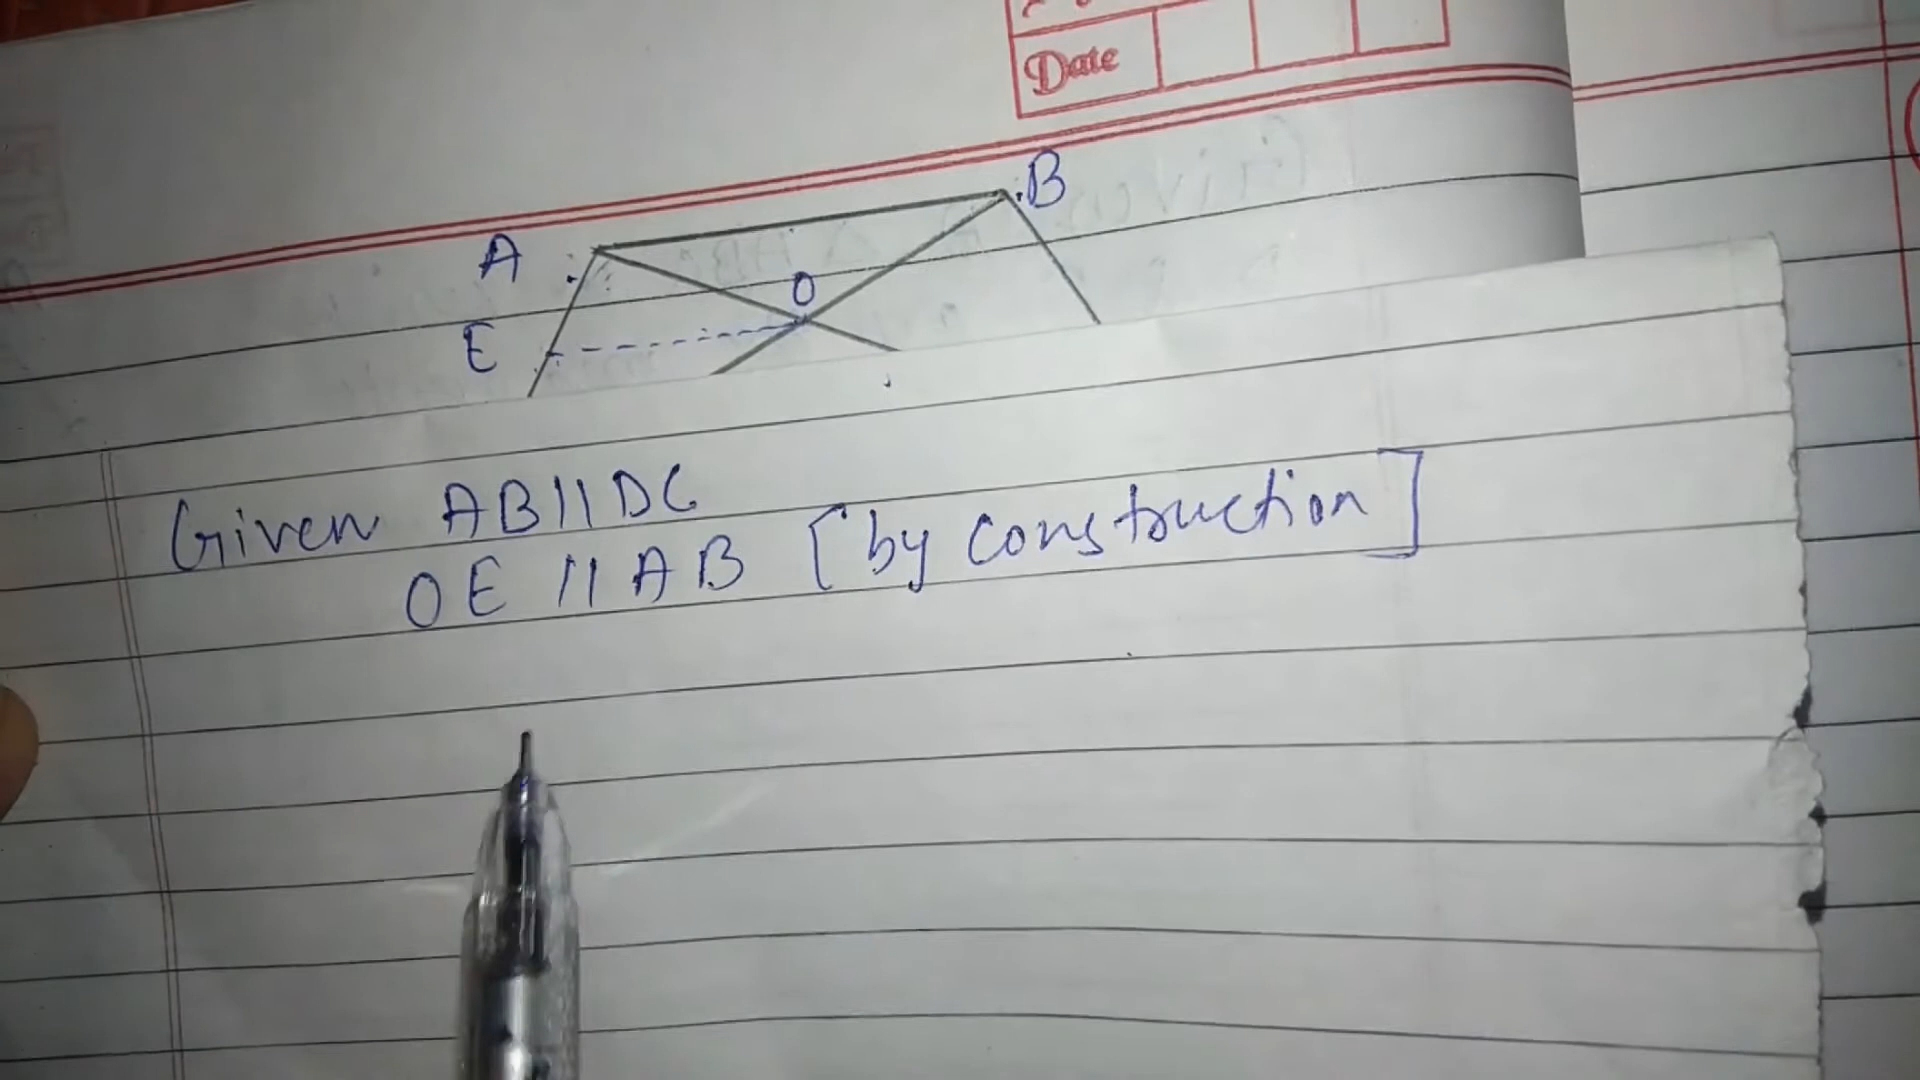 Date
B
A
O
E
Given AB || DC
OE || AB [by construction]